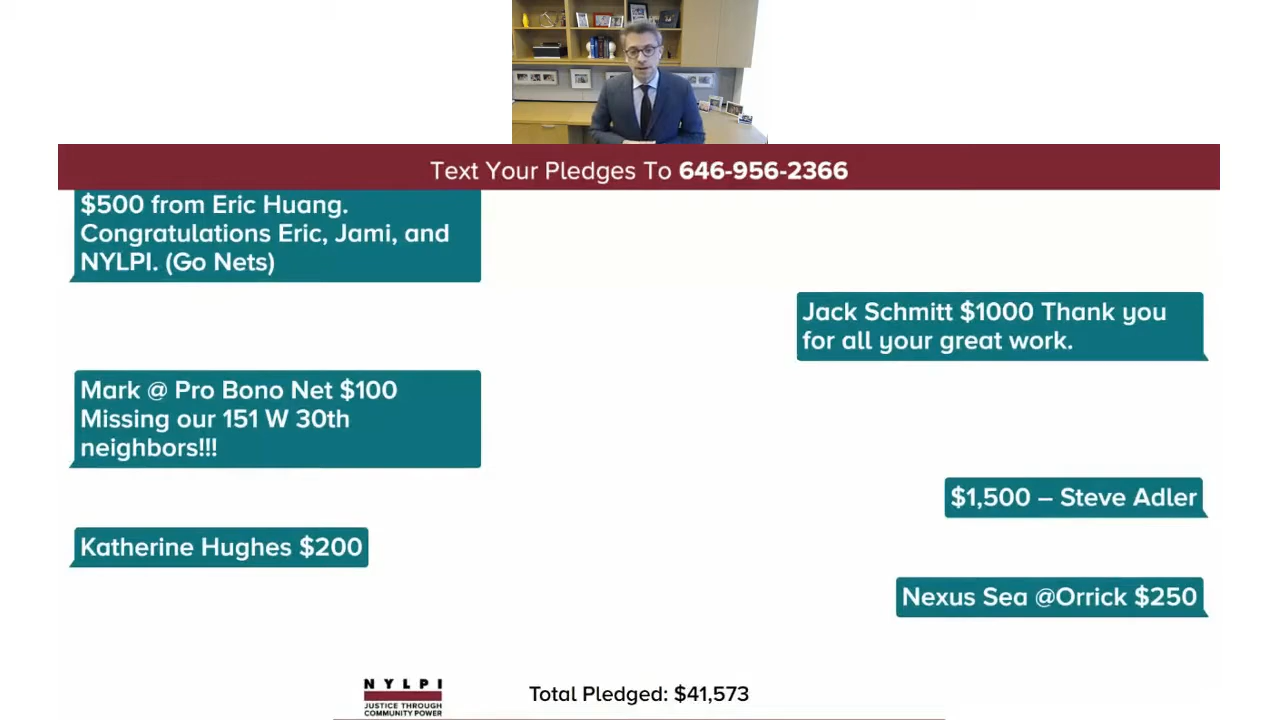 Text Your Pledges To 646-956-2366
$500 from Eric Huang.
Congratulations Eric, Jami, and
NYLPI. (Go Nets)
Jack Schmitt $1000 Thank you
for all your great work.
Mark @ Pro Bono Net $100
Missing our 151 W 30th
neighbors!!!
$1,500 – Steve Adler
Katherine Hughes $200
Nexus Sea @Orrick $250
NYLPI
JUSTICE THROUGH
COMMUNITY POWER
Total Pledged: $41,573